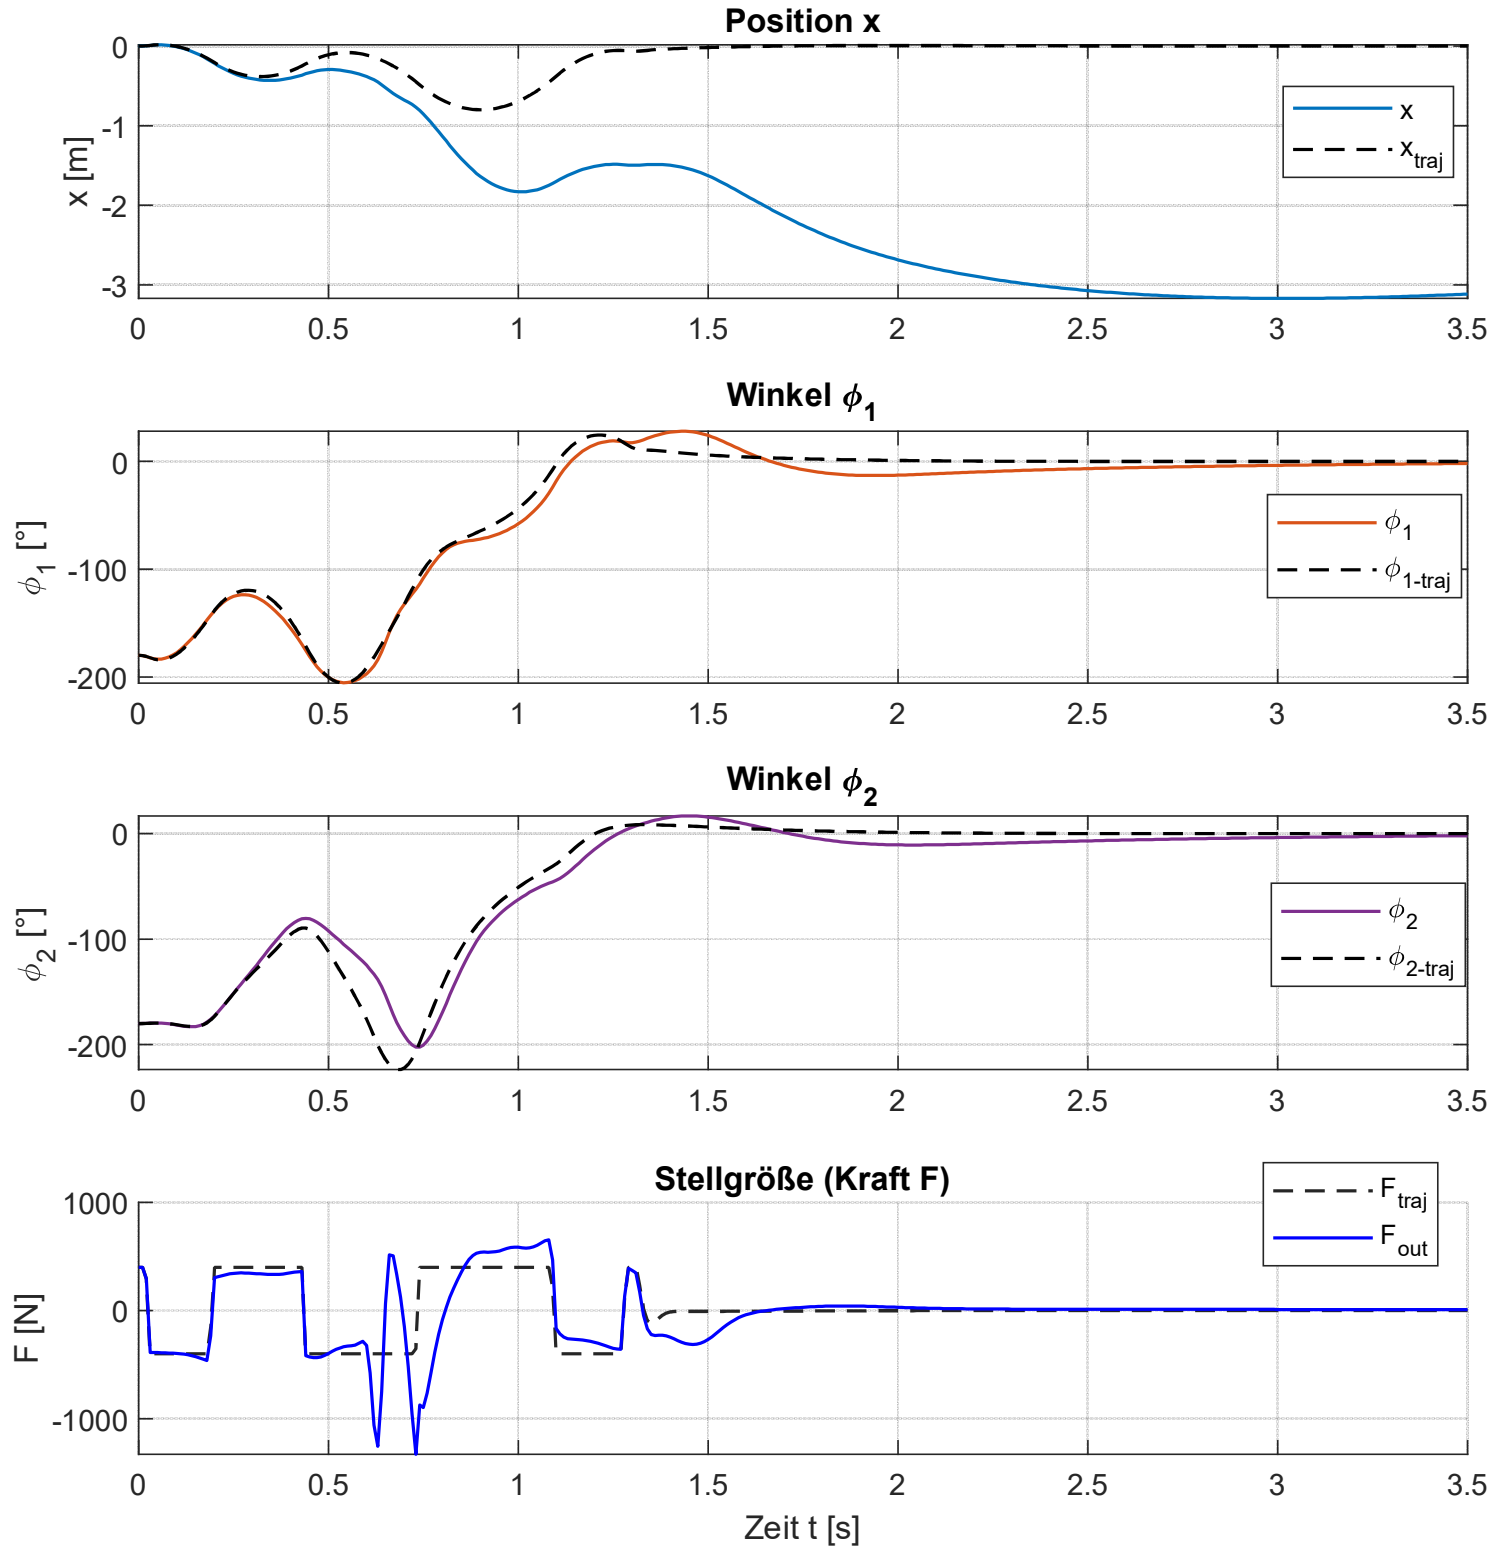 Position x
x [m]
0
-1
-2
-3
x
x_traj
0 0.5 1 1.5 2 2.5 3 3.5
Winkel ϕ_1
ϕ_1 [°]
0
-100
-200
ϕ_1
ϕ_1-traj
0 0.5 1 1.5 2 2.5 3 3.5
Winkel ϕ_2
ϕ_2 [°]
0
-100
-200
ϕ_2
ϕ_2-traj
0 0.5 1 1.5 2 2.5 3 3.5
Stellgröße (Kraft F)
F [N]
1000
0
-1000
F_traj
F_out
0 0.5 1 1.5 2 2.5 3 3.5
Zeit t [s]